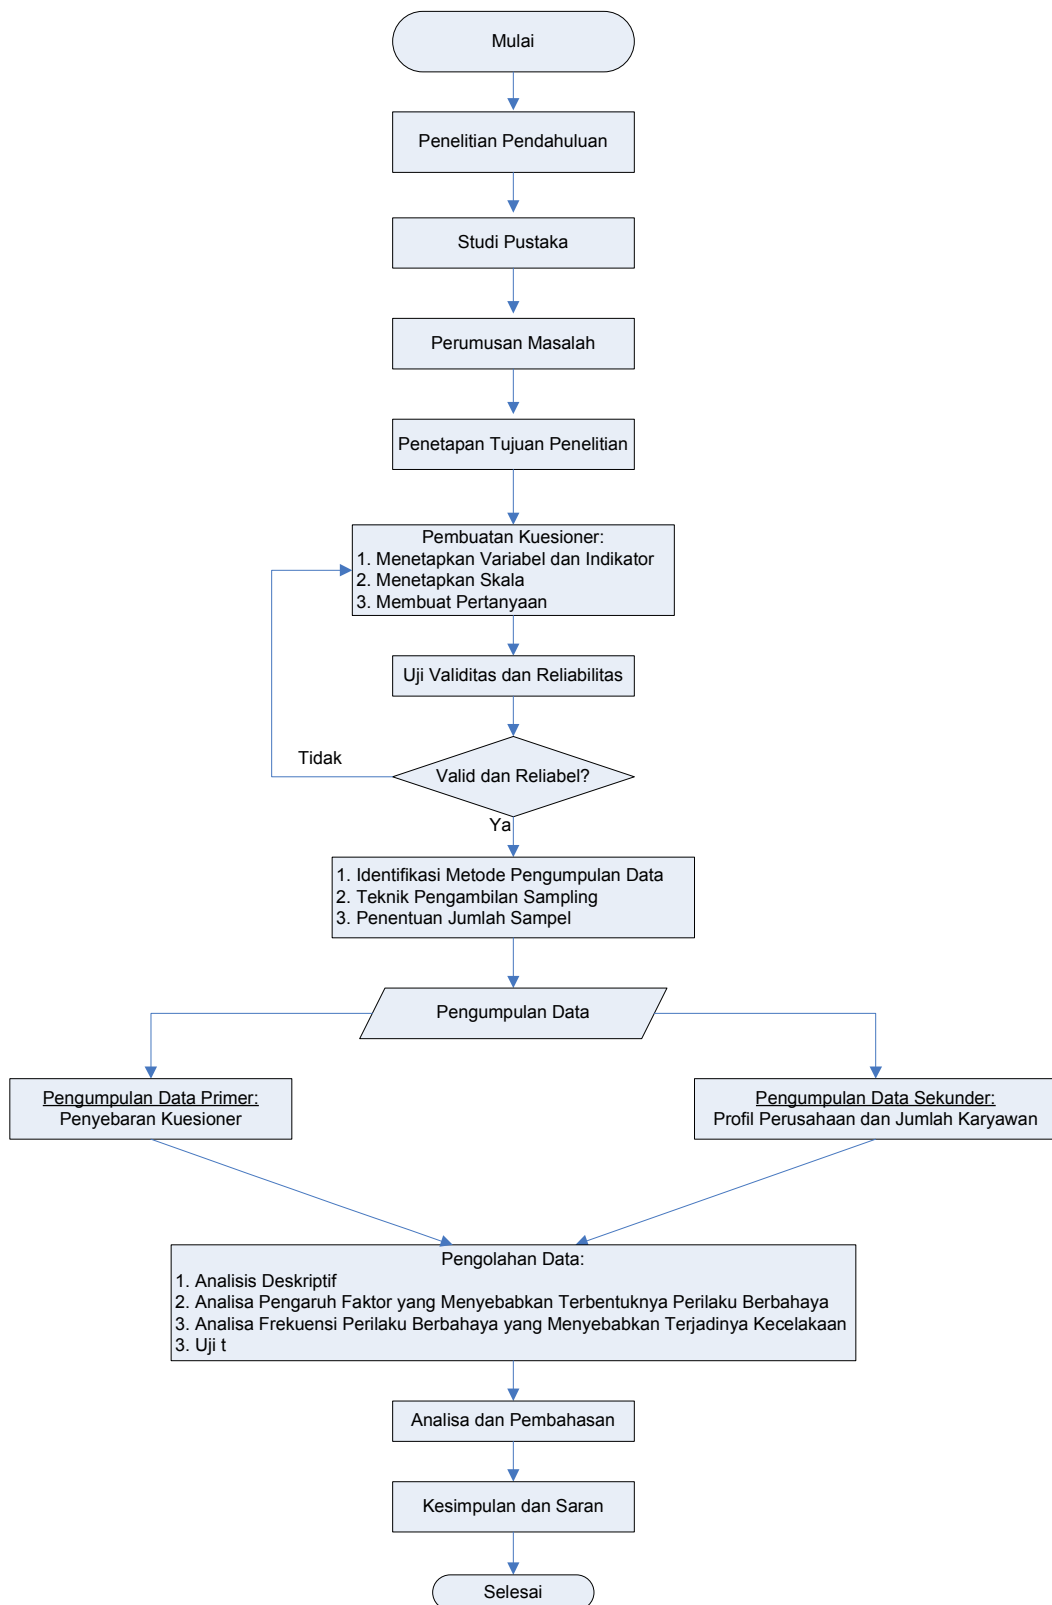 Mulai
Penelitian Pendahuluan
Studi Pustaka
Perumusan Masalah
Penetapan Tujuan Penelitian
Pembuatan Kuesioner:
1. Menetapkan Variabel dan Indikator
2. Menetapkan Skala
3. Membuat Pertanyaan
Uji Validitas dan Reliabilitas
Tidak
Valid dan Reliabel?
Ya
1. Identifikasi Metode Pengumpulan Data
2. Teknik Pengambilan Sampling
3. Penentuan Jumlah Sampel
Pengumpulan Data
Pengumpulan Data Primer:
Penyebaran Kuesioner
Pengumpulan Data Sekunder:
Profil Perusahaan dan Jumlah Karyawan
Pengolahan Data:
1. Analisis Deskriptif
2. Analisa Pengaruh Faktor yang Menyebabkan Terbentuknya Perilaku Berbahaya
3. Analisa Frekuensi Perilaku Berbahaya yang Menyebabkan Terjadinya Kecelakaan
3. Uji t
Analisa dan Pembahasan
Kesimpulan dan Saran
Selesai